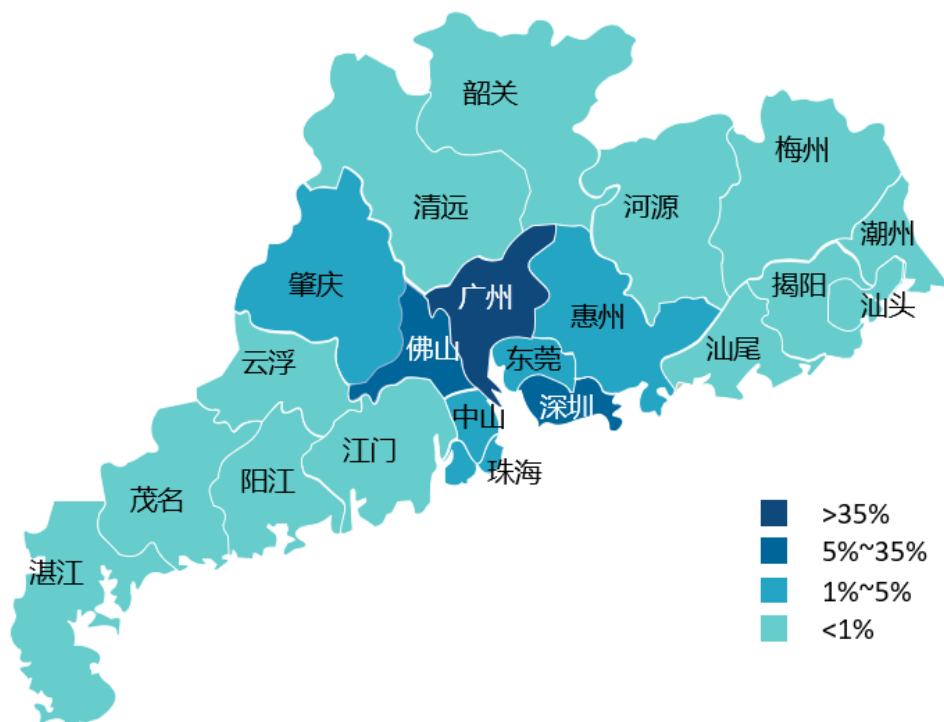 韶关
梅州
清远
河源
潮州
肇庆
广州
揭阳
惠州
汕头
佛山
东莞
汕尾
云浮
深圳
中山
江门
珠海
阳江
茂名
湛江
>35%
5%~35%
1%~5%
<1%